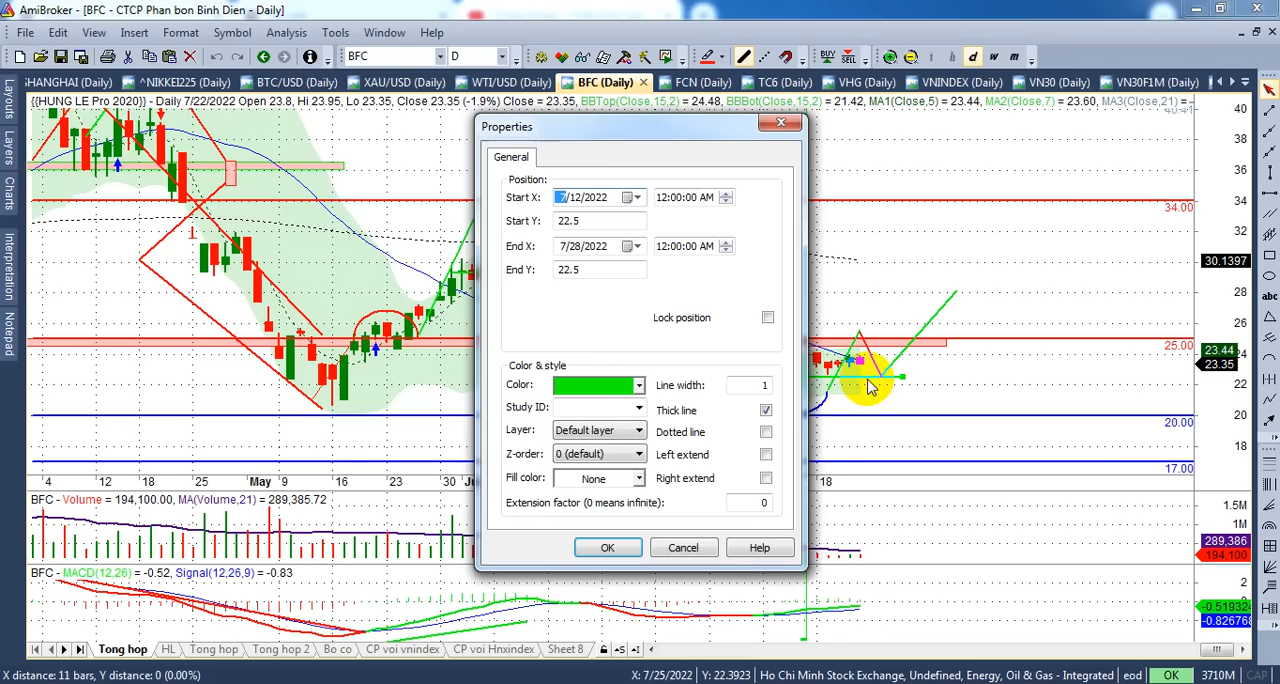 AmiBroker - [BFC - CTCP Phan bon Binh Dien - Daily]
File Edit View Insert Format Symbol Analysis Tools Window Help
BFC D BUY SELL i h d w m
SHANGHAI (Daily) ^NIKKEI225 (Daily) BTC/USD (Daily) XAU/USD (Daily) WTI/USD (Daily) BFC (Daily) FCN (Daily) TC6 (Daily) VHG (Daily) VNINDEX (Daily) VN30 (Daily) VN30F1M (Daily)
{{HUNG LE Pro 2020}} - Daily 7/22/2022 Open 23.8, Hi 23.95, Lo 23.35, Close 23.35 (-1.9%) Close = 23.35, BBTop(Close,15,2) = 24.48, BBBot(Close,15,2) = 21.42, MA1(Close,5) = 23.44, MA2(Close,7) = 23.60, MA3(Close,21) =
Layouts
Layers
Charts
Interpretation
Notepad
Properties
General
Position:
Start X: 7/12/2022 12:00:00 AM
Start Y: 22.5
End X: 7/28/2022 12:00:00 AM
End Y: 22.5
Lock position
Color & style
Color: Line width: 1
Study ID: Thick line
Layer: Default layer Dotted line
Z-order: 0 (default) Left extend
Fill color: None Right extend
Extension factor (0 means infinite): 0
OK Cancel Help
40
38
36
34.00
32
30.1397
28
26
25.00
23.44
24
23.35
22
20
20.00
18
17.00
4 12 18 25 May 9 16 23 30 18
BFC - Volume = 194,100.00, MA(Volume,21) = 289,385.72
1.5M
1M
289,386
194,100
BFC - MACD(12,26) = -0.52, Signal(12,26,9) = -0.83
2
-0.519324
-0.826768
Tong hop HL Tong hop Tong hop 2 Bo co CP voi vnindex CP voi Hnxindex Sheet 8
abc
X distance: 11 bars, Y distance: 0 (0.00%) X: 7/25/2022 Y: 22.3923 Ho Chi Minh Stock Exchange, Undefined, Energy, Oil & Gas - Integrated eod OK 3710M CAP